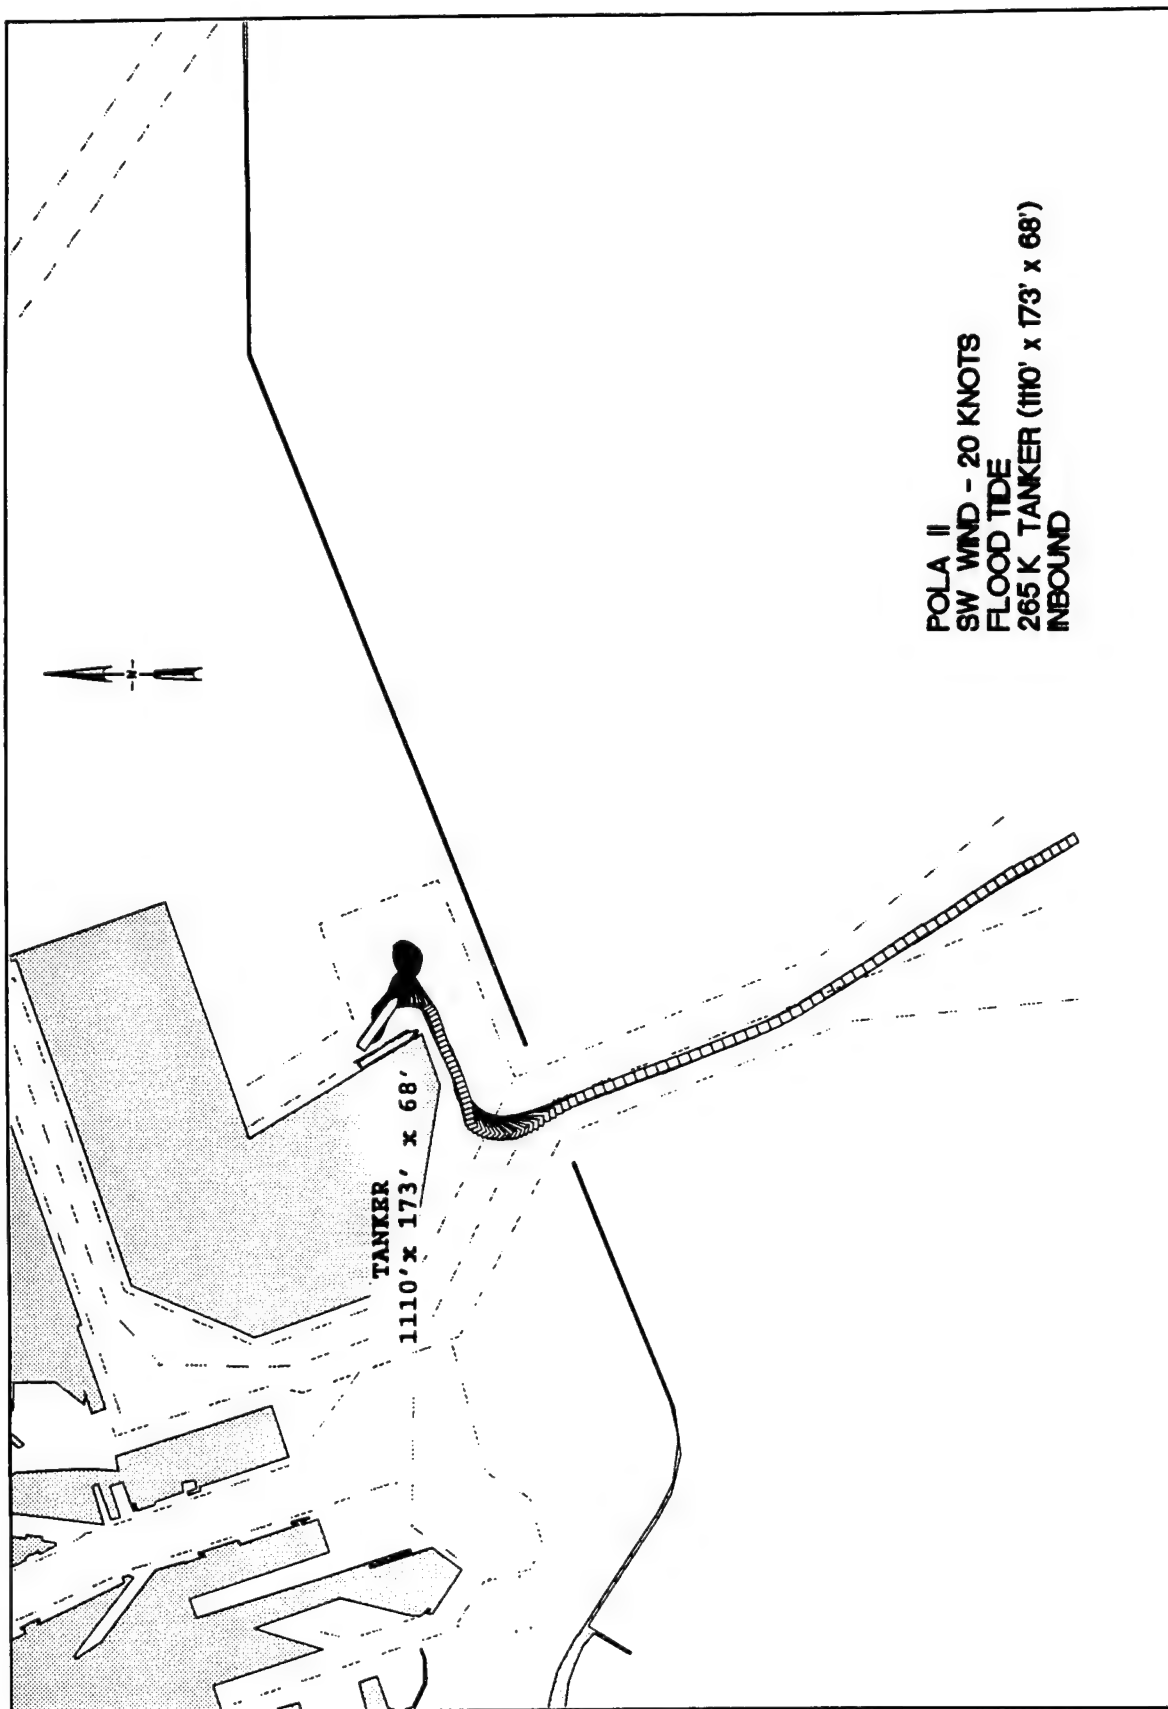 N
TANKER
1110'x 173' x 68'
POLA II
SW WIND - 20 KNOTS
FLOOD TIDE
265 K TANKER (1110' x 173' x 68')
INBOUND